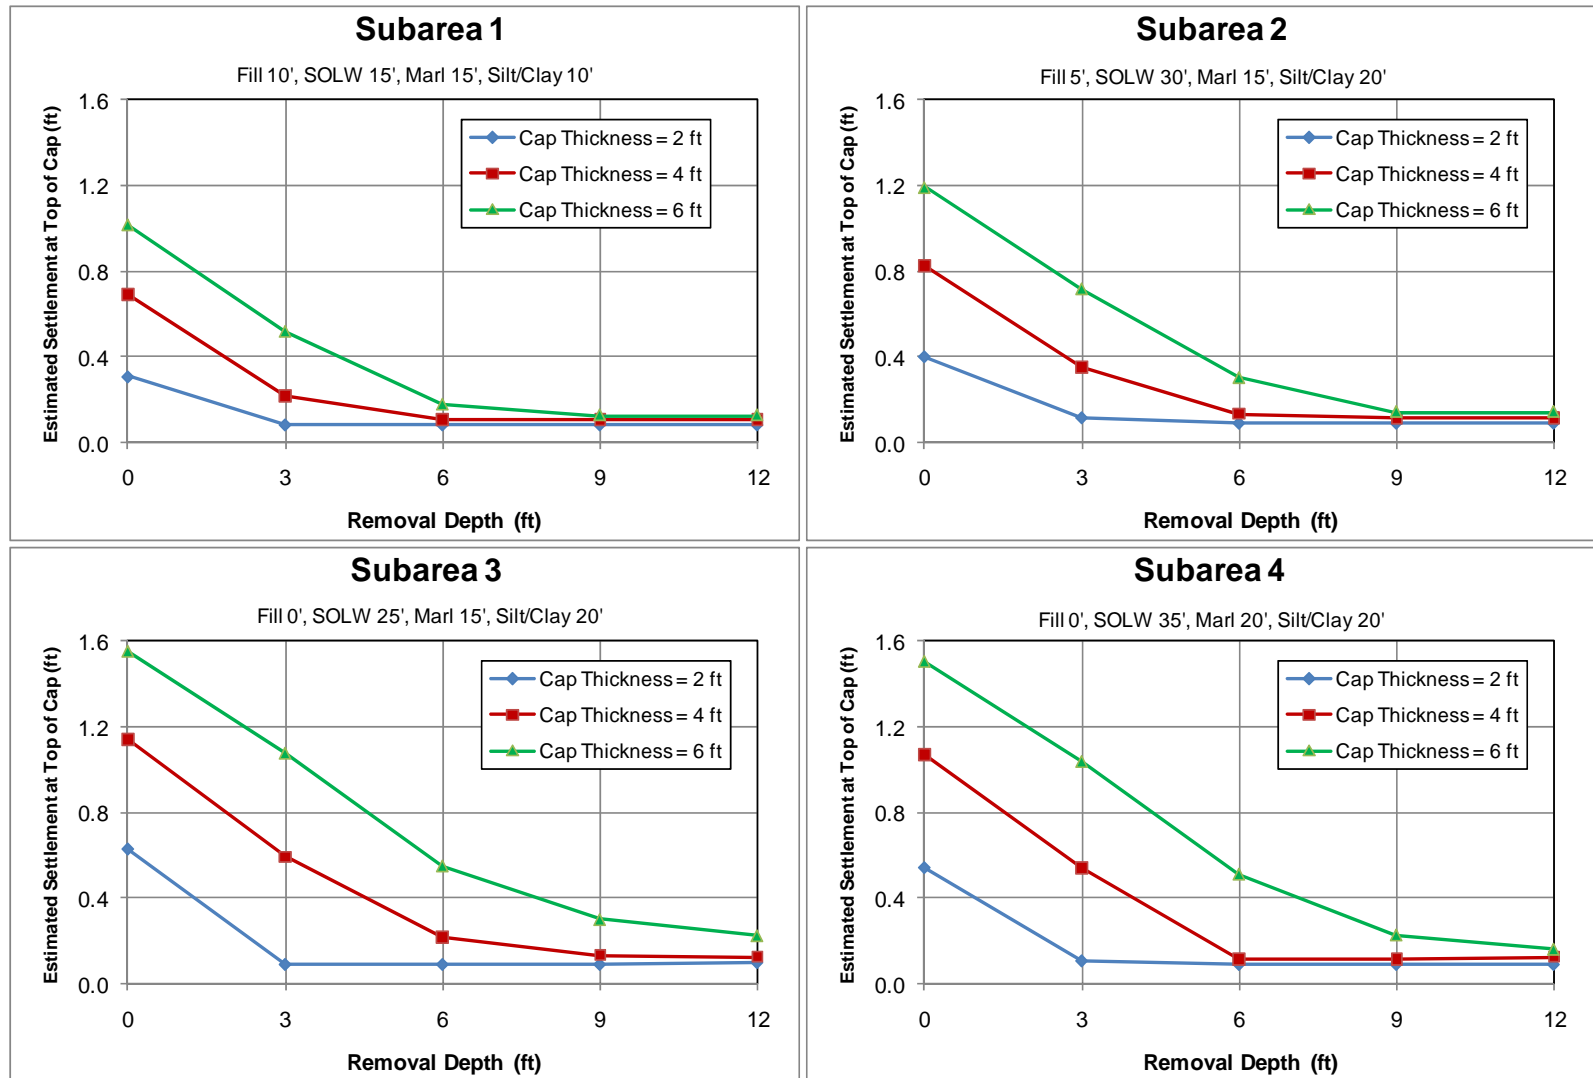 Subarea 1
Fill 10', SOLW 15', Marl 15', Silt/Clay 10'
Estimated Settlement at Top of Cap (ft)
1.6
1.2
0.8
0.4
0.0
Cap Thickness = 2 ft
Cap Thickness = 4 ft
Cap Thickness = 6 ft
0 3 6 9 12
Removal Depth (ft)
Subarea 2
Fill 5', SOLW 30', Marl 15', Silt/Clay 20'
Estimated Settlement at Top of Cap (ft)
1.6
1.2
0.8
0.4
0.0
Cap Thickness = 2 ft
Cap Thickness = 4 ft
Cap Thickness = 6 ft
0 3 6 9 12
Removal Depth (ft)
Subarea 3
Fill 0', SOLW 25', Marl 15', Silt/Clay 20'
Estimated Settlement at Top of Cap (ft)
1.6
1.2
0.8
0.4
0.0
Cap Thickness = 2 ft
Cap Thickness = 4 ft
Cap Thickness = 6 ft
0 3 6 9 12
Removal Depth (ft)
Subarea 4
Fill 0', SOLW 35', Marl 20', Silt/Clay 20'
Estimated Settlement at Top of Cap (ft)
1.6
1.2
0.8
0.4
0.0
Cap Thickness = 2 ft
Cap Thickness = 4 ft
Cap Thickness = 6 ft
0 3 6 9 12
Removal Depth (ft)